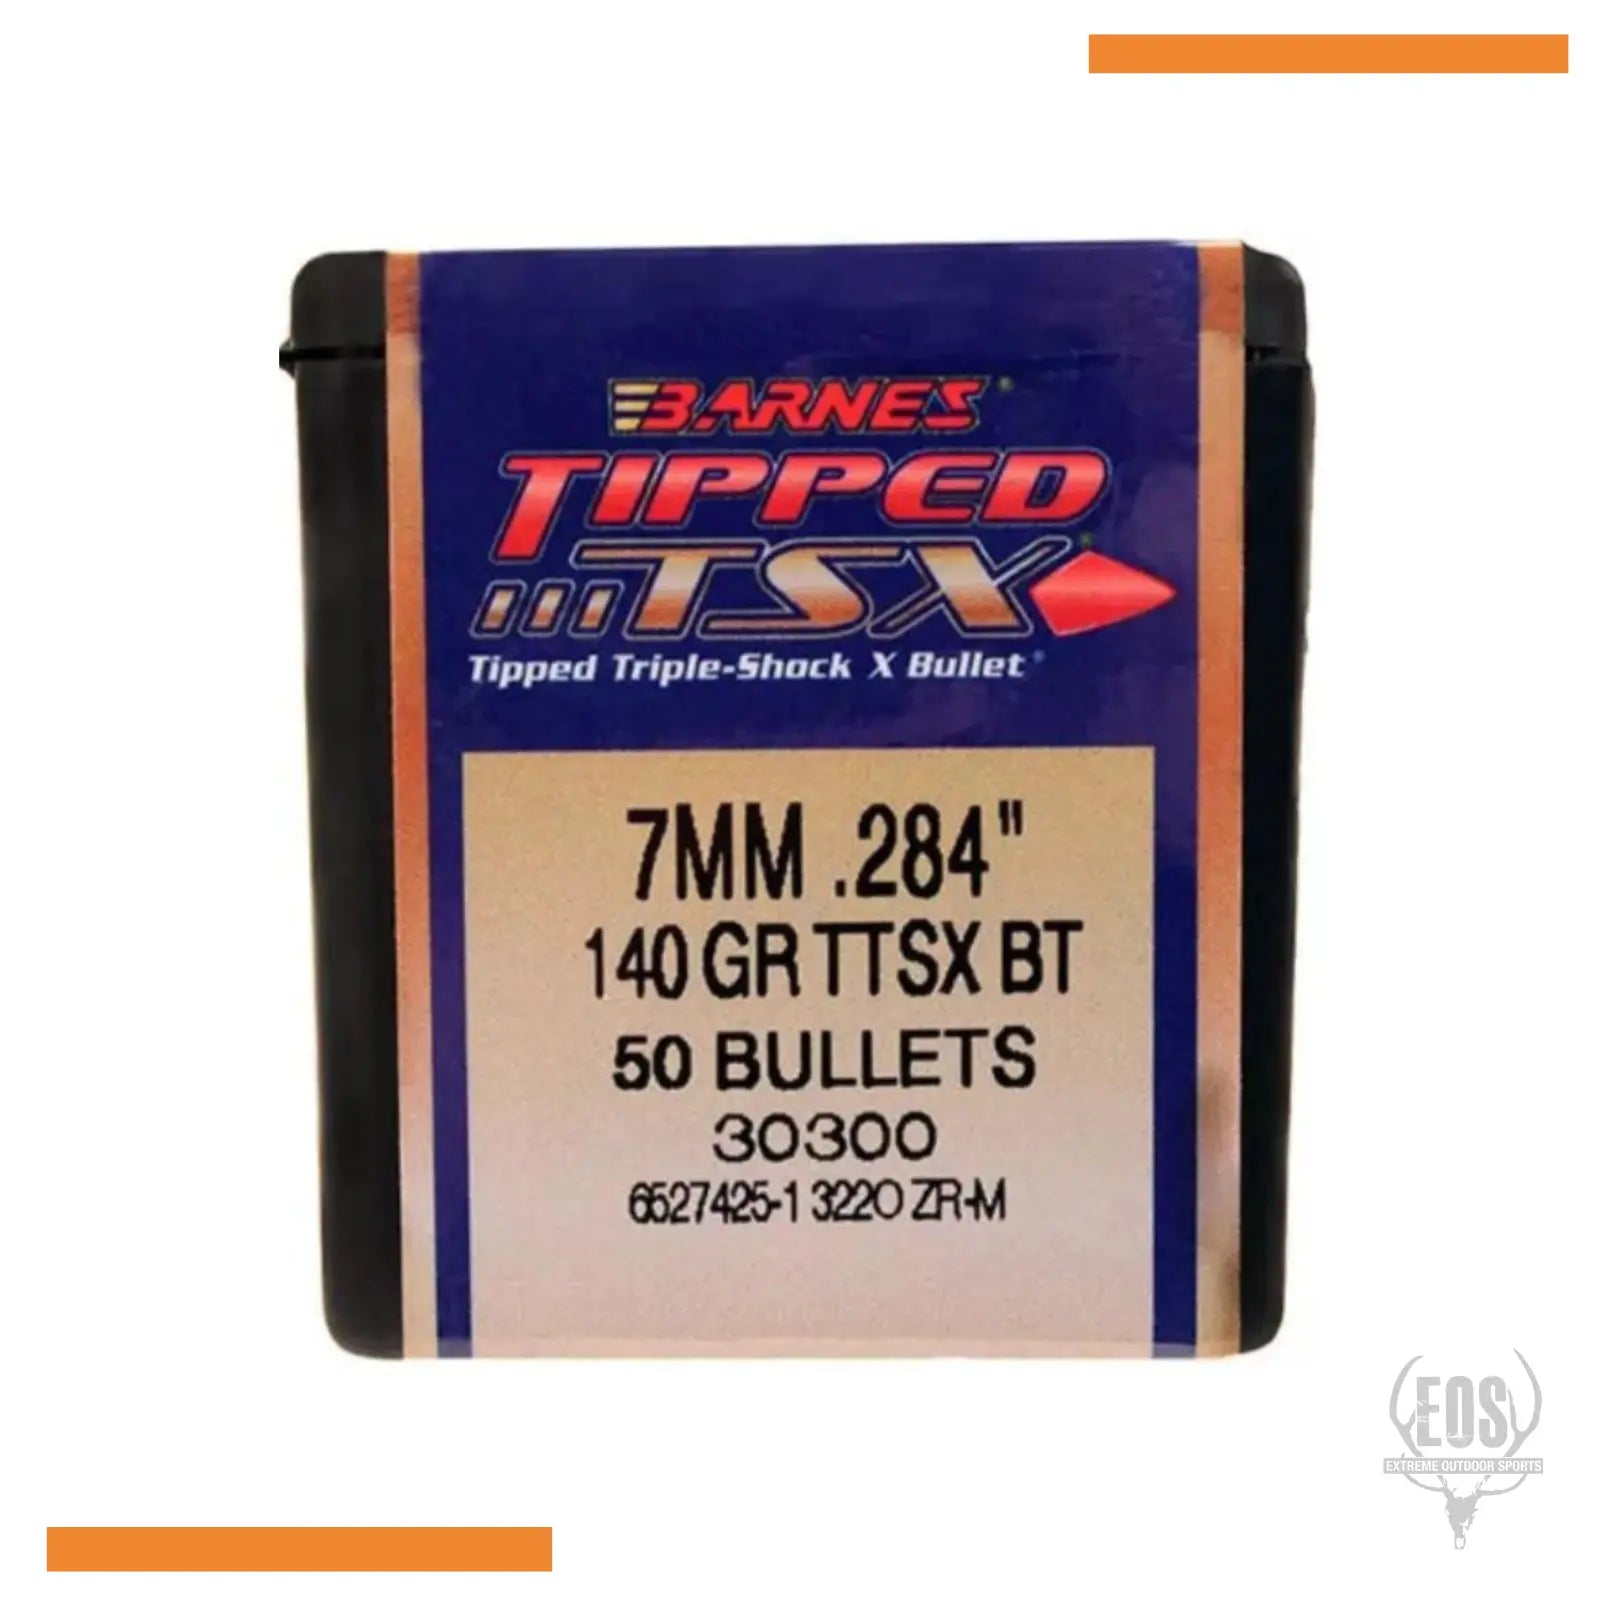 BARNES®
TIPPED
TSX®
Tipped Triple-Shock X Bullet®
7MM .284"
140 GR TTSX BT
50 BULLETS
30300
6527425-1 3220 ZR-M
EOS
EXTREME OUTDOOR SPORTS